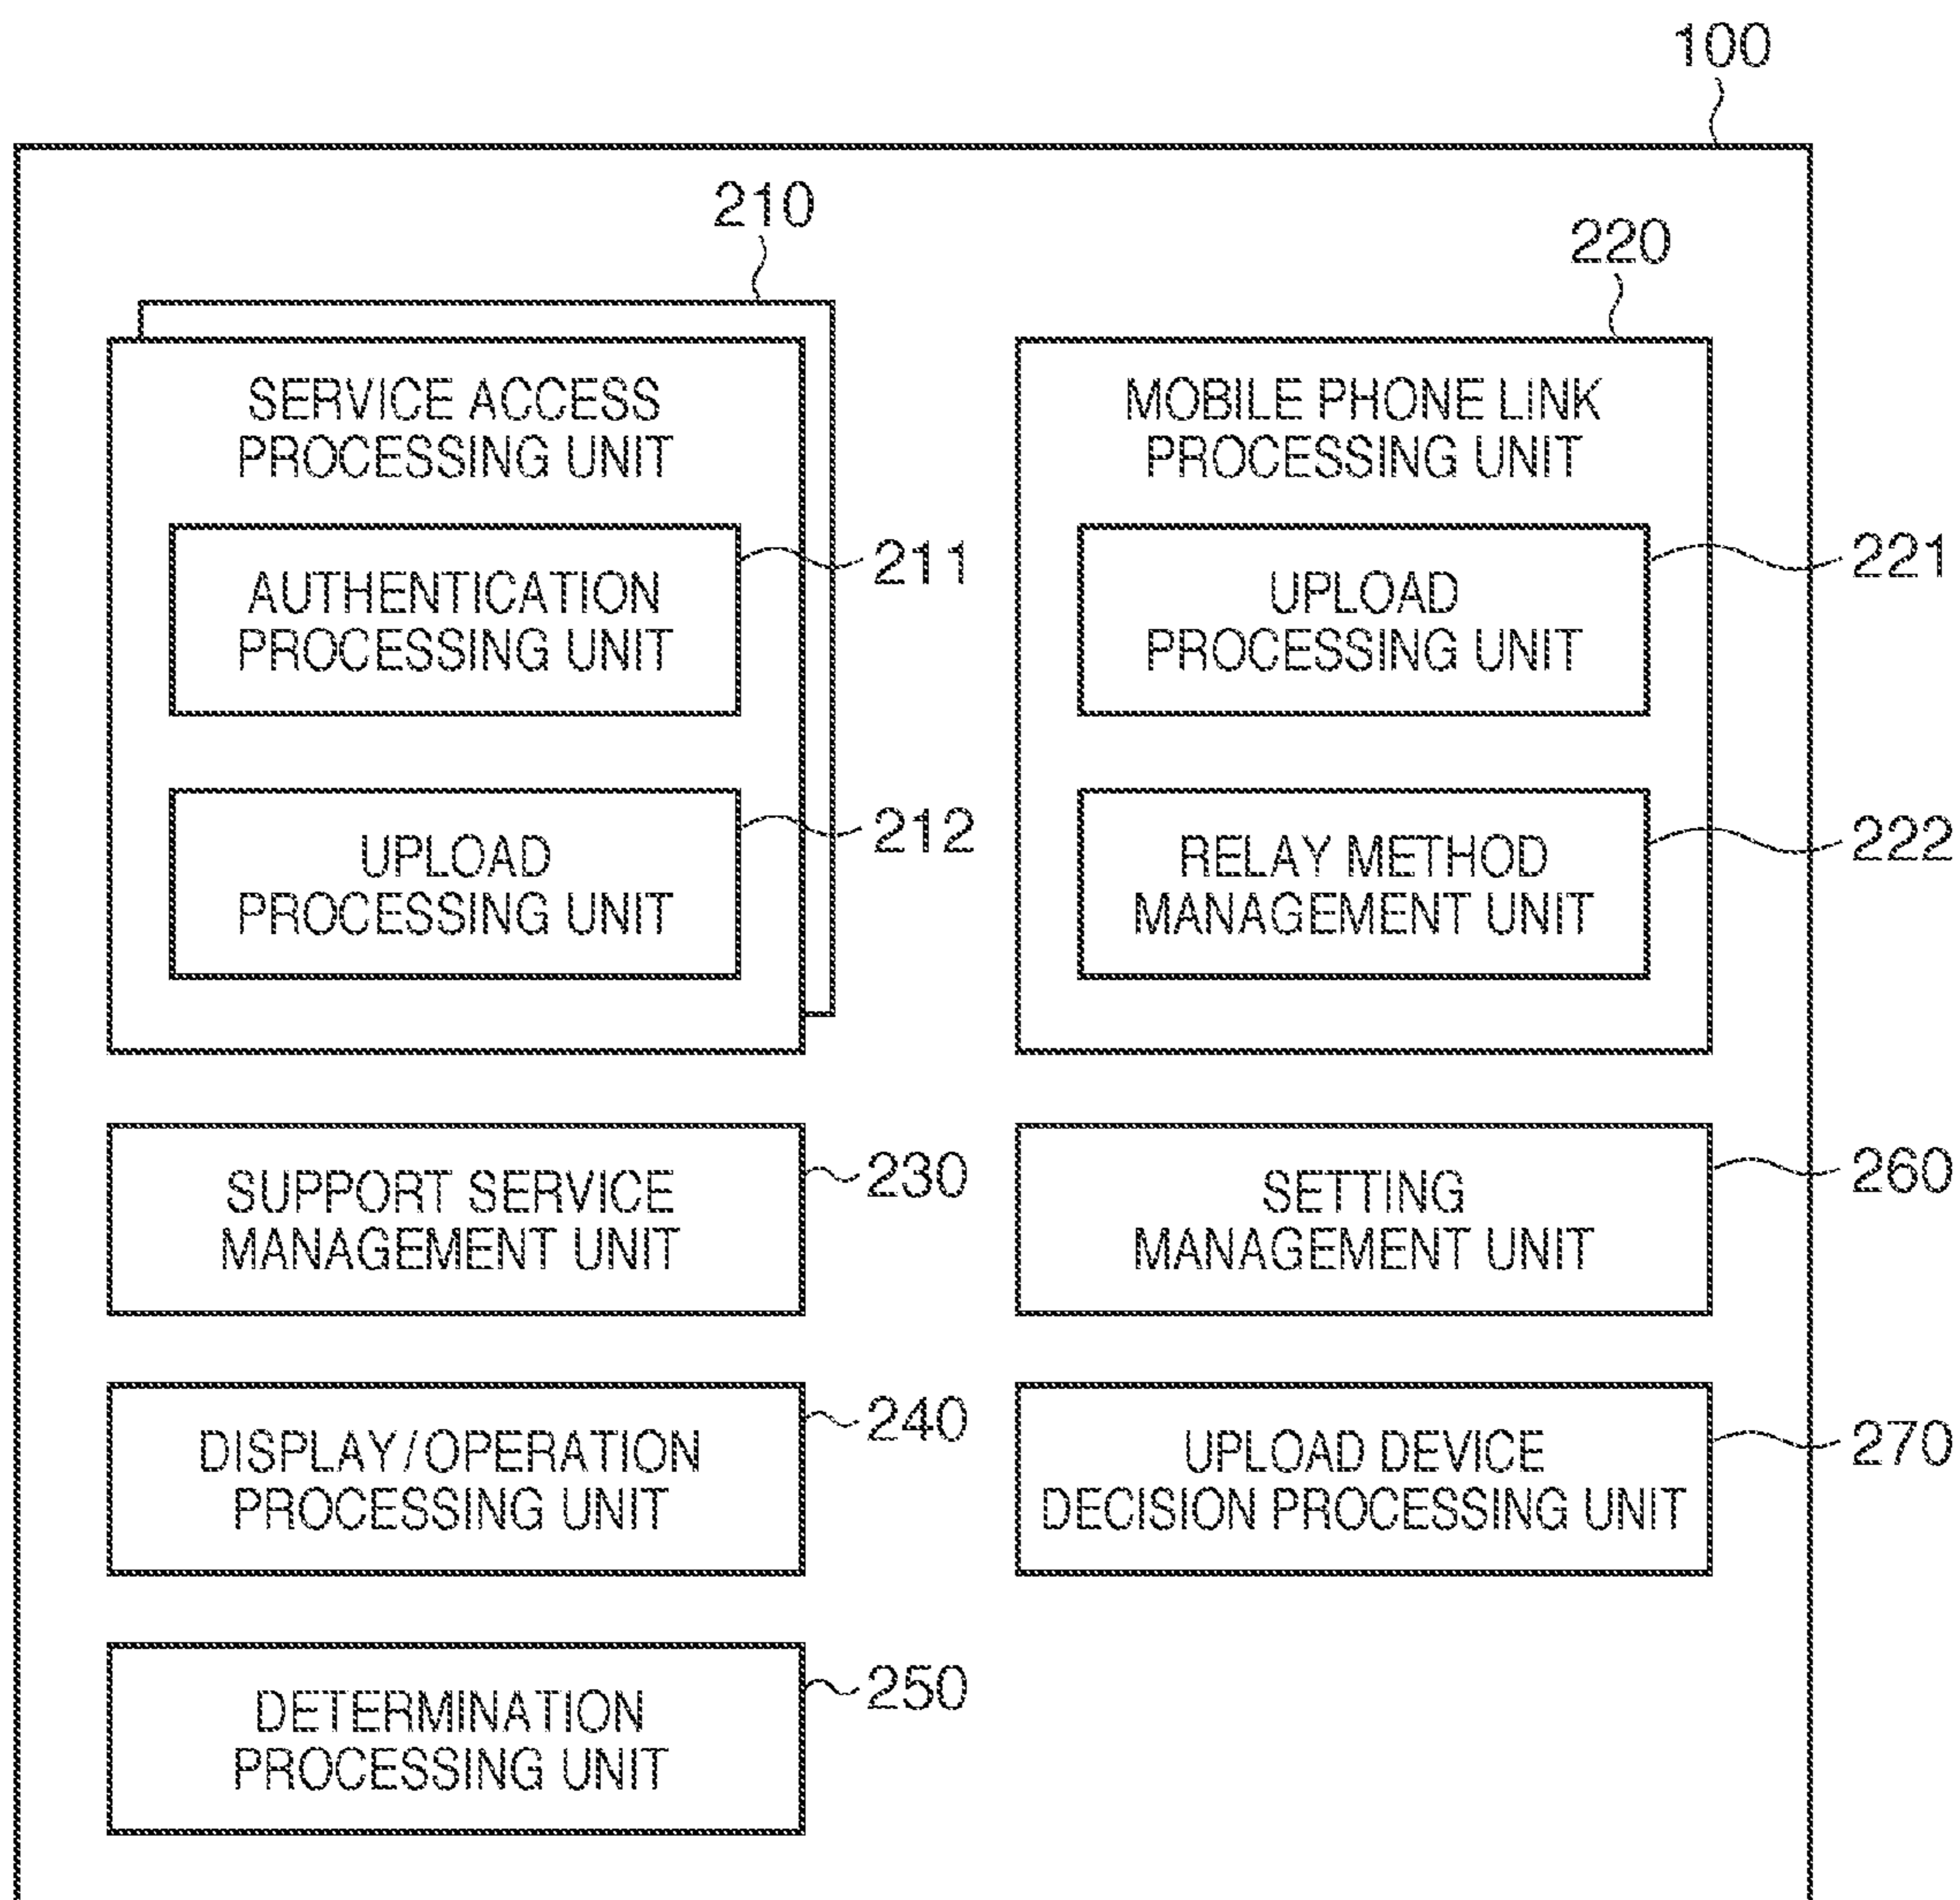 100
210
220
SERVICE ACCESS
PROCESSING UNIT
MOBILE PHONE LINK
PROCESSING UNIT
AUTHENTICATION
PROCESSING UNIT
211
UPLOAD
PROCESSING UNIT
221
UPLOAD
PROCESSING UNIT
212
RELAY METHOD
MANAGEMENT UNIT
222
SUPPORT SERVICE
MANAGEMENT UNIT
230
SETTING
MANAGEMENT UNIT
260
DISPLAY/OPERATION
PROCESSING UNIT
240
UPLOAD DEVICE
DECISION PROCESSING UNIT
270
DETERMINATION
PROCESSING UNIT
250